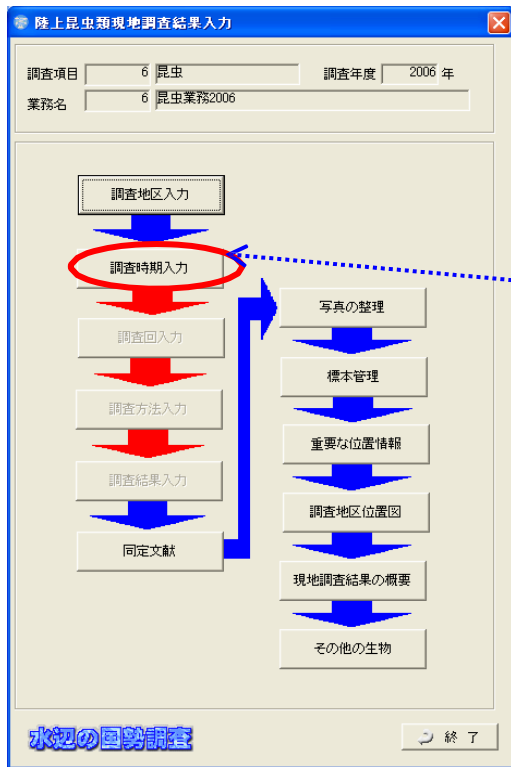 陸上昆虫類現地調査結果入力
調査項目 6 昆虫 調査年度 2006 年
業務名 6 昆虫業務2006
調査地区入力
調査時期入力
調査回入力
調査方法入力
調査結果入力
同定文献
写真の整理
標本管理
重要な位置情報
調査地区位置図
現地調査結果の概要
その他の生物
水辺の国勢調査
終 了